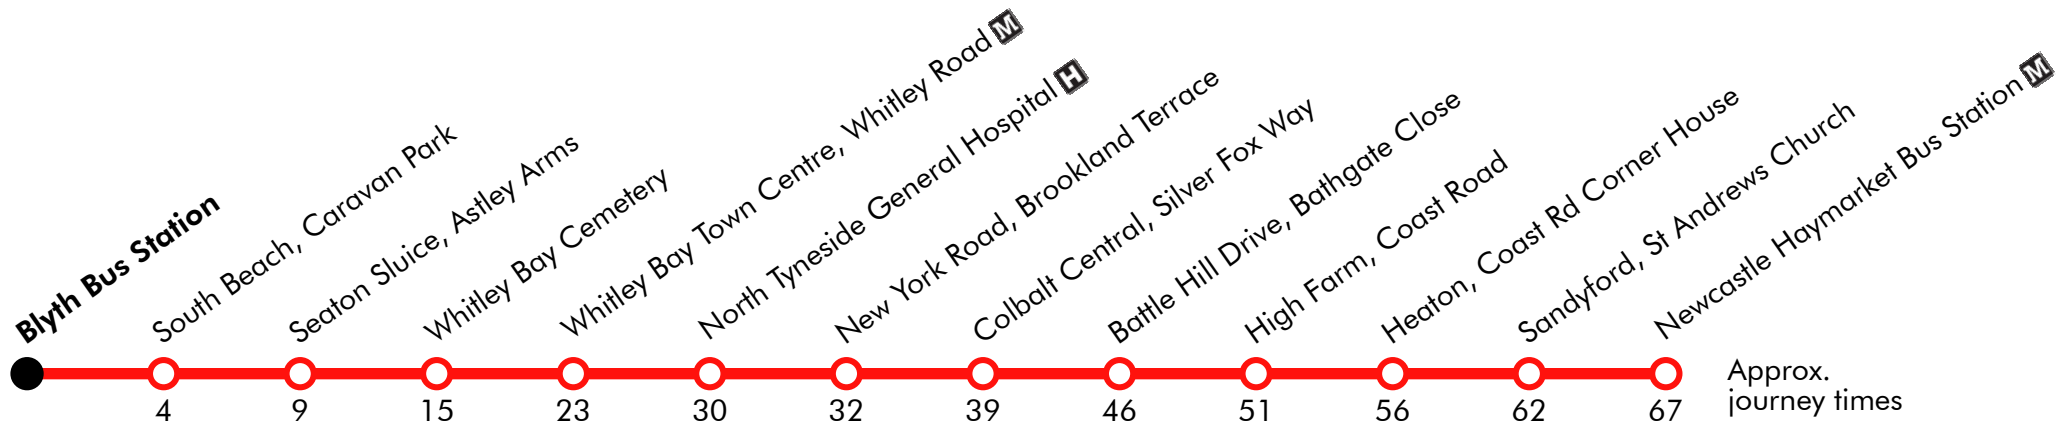 Blyth Bus Station
South Beach, Caravan Park
Seaton Sluice, Astley Arms
Whitley Bay Cemetery
Whitley Bay Town Centre, Whitley Road M
North Tyneside General Hospital H
New York Road, Brookland Terrace
Colbalt Central, Silver Fox Way
Battle Hill Drive, Bathgate Close
High Farm, Coast Road
Heaton, Coast Rd Corner House
Sandyford, St Andrews Church
Newcastle Haymarket Bus Station M
4 9 15 23 30 32 39 46 51 56 62 67
Approx.
journey times